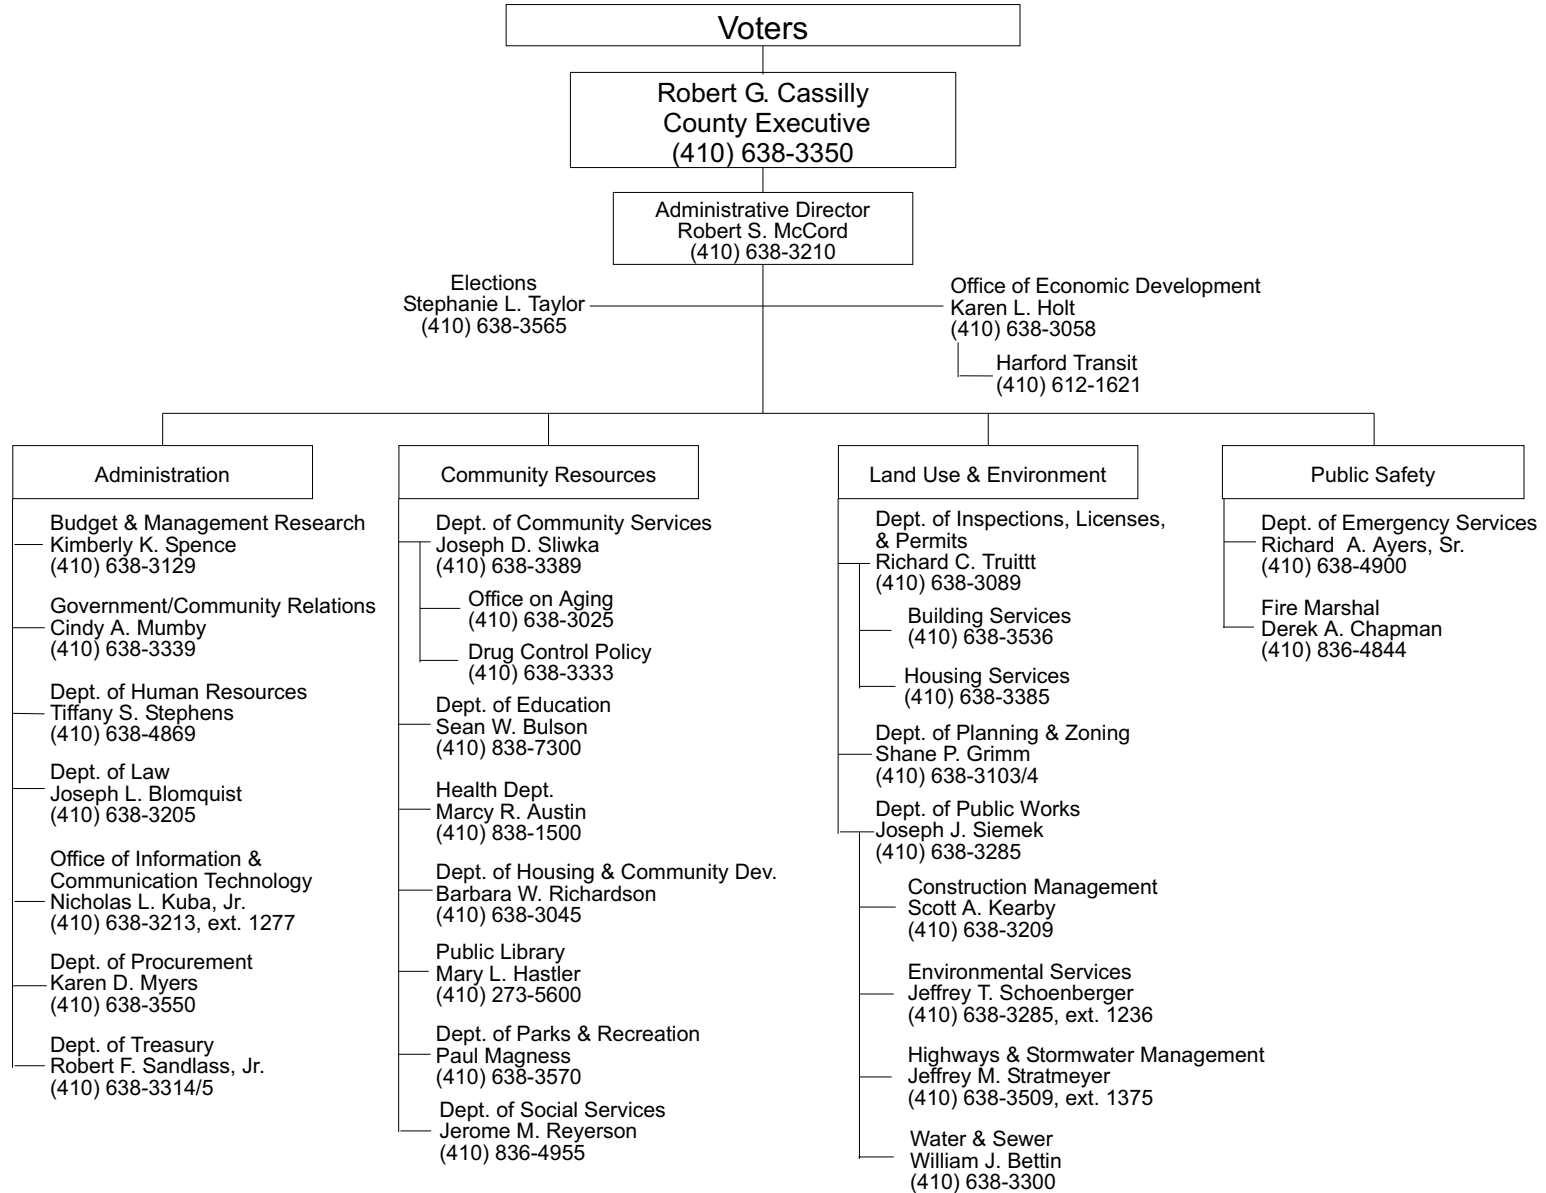 Voters
Robert G. Cassilly
County Executive
(410) 638-3350
Administrative Director
Robert S. McCord
(410) 638-3210
Elections
Stephanie L. Taylor
(410) 638-3565
Office of Economic Development
Karen L. Holt
(410) 638-3058
Harford Transit
(410) 612-1621
Administration
Budget & Management Research
Kimberly K. Spence
(410) 638-3129
Government/Community Relations
Cindy A. Mumby
(410) 638-3339
Dept. of Human Resources
Tiffany S. Stephens
(410) 638-4869
Dept. of Law
Joseph L. Blomquist
(410) 638-3205
Office of Information &
Communication Technology
Nicholas L. Kuba, Jr.
(410) 638-3213, ext. 1277
Dept. of Procurement
Karen D. Myers
(410) 638-3550
Dept. of Treasury
Robert F. Sandlass, Jr.
(410) 638-3314/5
Community Resources
Dept. of Community Services
Joseph D. Sliwka
(410) 638-3389
Office on Aging
(410) 638-3025
Drug Control Policy
(410) 638-3333
Dept. of Education
Sean W. Bulson
(410) 838-7300
Health Dept.
Marcy R. Austin
(410) 838-1500
Dept. of Housing & Community Dev.
Barbara W. Richardson
(410) 638-3045
Public Library
Mary L. Hastler
(410) 273-5600
Dept. of Parks & Recreation
Paul Magness
(410) 638-3570
Dept. of Social Services
Jerome M. Reyerson
(410) 836-4955
Land Use & Environment
Dept. of Inspections, Licenses,
& Permits
Richard C. Truittt
(410) 638-3089
Building Services
(410) 638-3536
Housing Services
(410) 638-3385
Dept. of Planning & Zoning
Shane P. Grimm
(410) 638-3103/4
Dept. of Public Works
Joseph J. Siemek
(410) 638-3285
Construction Management
Scott A. Kearby
(410) 638-3209
Environmental Services
Jeffrey T. Schoenberger
(410) 638-3285, ext. 1236
Highways & Stormwater Management
Jeffrey M. Stratmeyer
(410) 638-3509, ext. 1375
Water & Sewer
William J. Bettin
(410) 638-3300
Public Safety
Dept. of Emergency Services
Richard  A. Ayers, Sr.
(410) 638-4900
Fire Marshal
Derek A. Chapman
(410) 836-4844